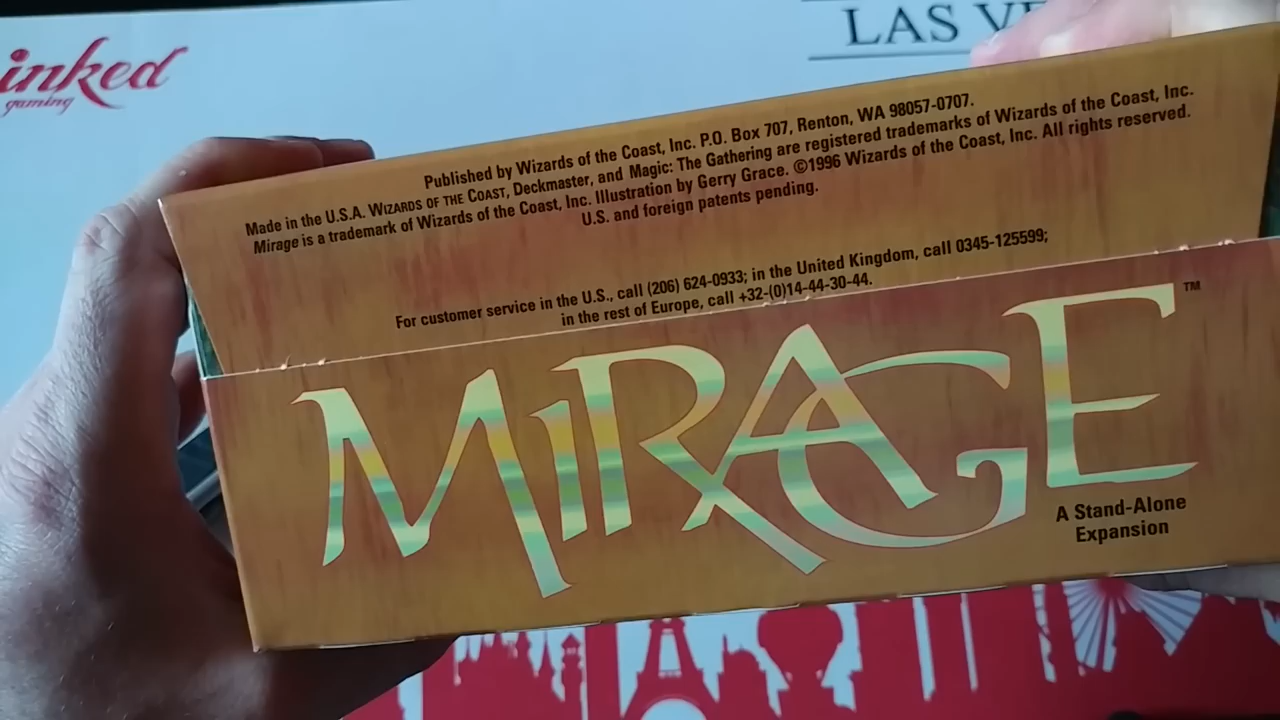 inked
gaming
LAS VE
Published by Wizards of the Coast, Inc. P.O. Box 707, Renton, WA 98057-0707.
Made in the U.S.A. WIZARDS OF THE COAST, Deckmaster, and Magic: The Gathering are registered trademarks of Wizards of the Coast, Inc.
Mirage is a trademark of Wizards of the Coast, Inc. Illustration by Gerry Grace. ©1996 Wizards of the Coast, Inc. All rights reserved.
U.S. and foreign patents pending.
For customer service in the U.S., call (206) 624-0933; in the United Kingdom, call 0345-125599;
in the rest of Europe, call +32-(0)14-44-30-44.
MIRAGE™
A Stand-Alone
Expansion